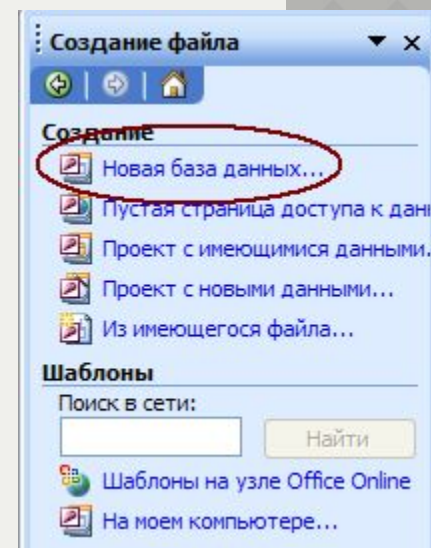 Создание файла
Создание
Новая база данных...
Пустая страница доступа к дан
Проект с имеющимися данными.
Проект с новыми данными...
Из имеющегося файла...
Шаблоны
Поиск в сети:
Найти
Шаблоны на узле Office Online
На моем компьютере...